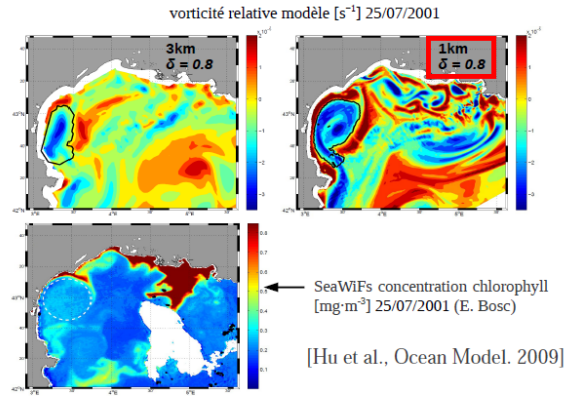 vorticité relative modèle [s⁻¹] 25/07/2001
3km
δ = 0.8
1km
δ = 0.8
SeaWiFs concentration chlorophyll
[mg·m⁻³] 25/07/2001 (E. Bosc)
[Hu et al., Ocean Model. 2009]